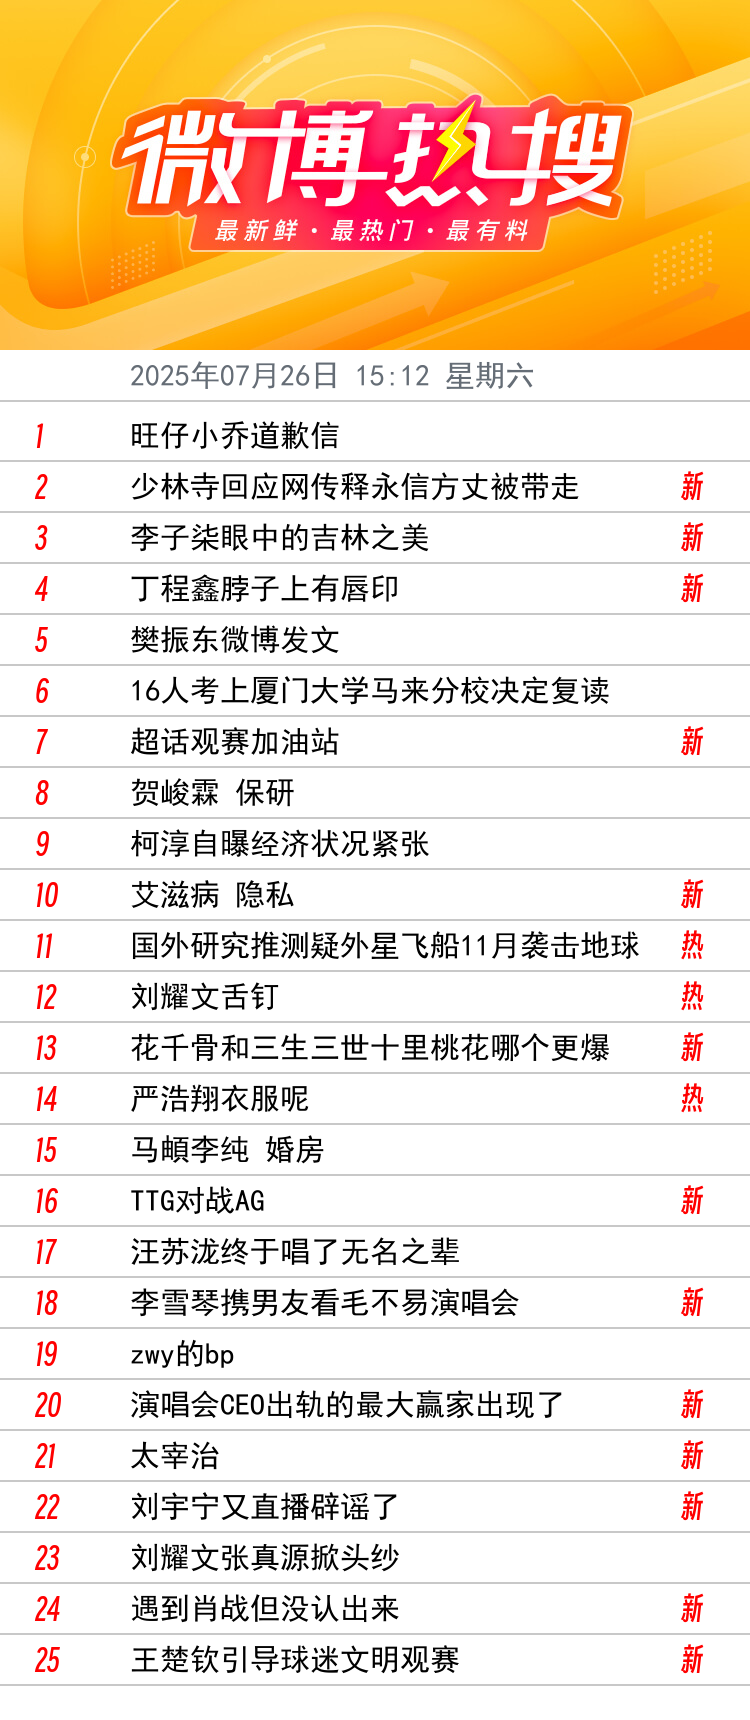 微博热搜
最新鲜·最热门·最有料
2025年07月26日 15:12 星期六
1 旺仔小乔道歉信
2 少林寺回应网传释永信方丈被带走 新
3 李子柒眼中的吉林之美 新
4 丁程鑫脖子上有唇印 新
5 樊振东微博发文
6 16人考上厦门大学马来分校决定复读
7 超话观赛加油站 新
8 贺峻霖 保研
9 柯淳自曝经济状况紧张
10 艾滋病 隐私 新
11 国外研究推测疑外星飞船11月袭击地球 热
12 刘耀文舌钉 热
13 花千骨和三生三世十里桃花哪个更爆 新
14 严浩翔衣服呢 热
15 马頔李纯 婚房
16 TTG对战AG 新
17 汪苏泷终于唱了无名之辈
18 李雪琴携男友看毛不易演唱会 新
19 zwy的bp
20 演唱会CEO出轨的最大赢家出现了 新
21 太宰治 新
22 刘宇宁又直播辟谣了 新
23 刘耀文张真源掀头纱
24 遇到肖战但没认出来 新
25 王楚钦引导球迷文明观赛 新